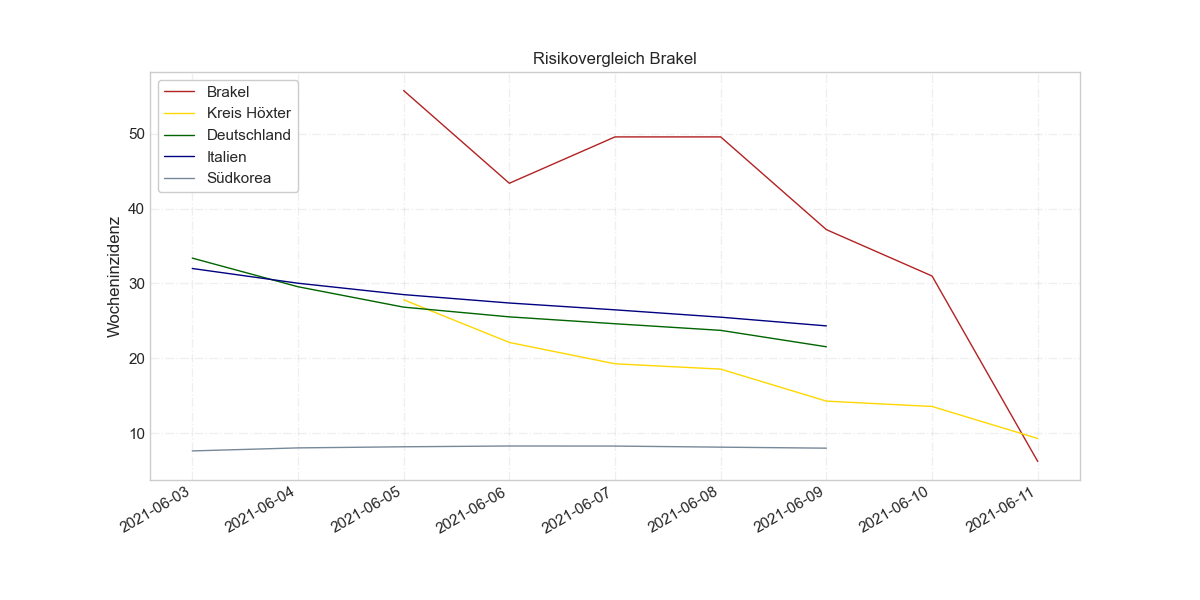 Risikovergleich Brakel
Brakel
Kreis Höxter
Deutschland
Italien
Südkorea
Wocheninzidenz
50
40
30
20
10
2021-06-03
2021-06-04
2021-06-05
2021-06-06
2021-06-07
2021-06-08
2021-06-09
2021-06-10
2021-06-11